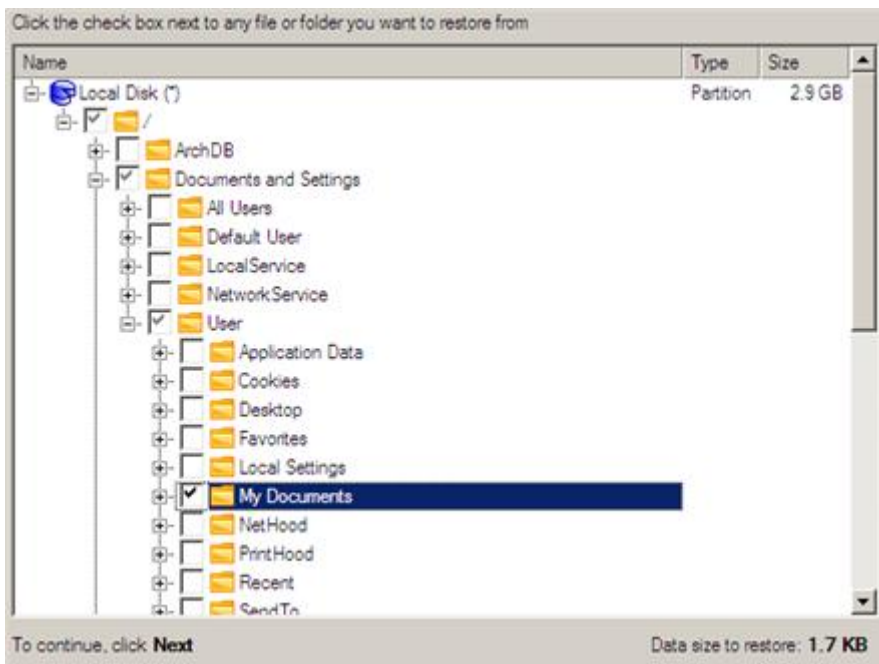 Click the check box next to any file or folder you want to restore from
Name Type Size
Local Disk (*) Partition 2.9 GB
/
ArchDB
Documents and Settings
All Users
Default User
LocalService
NetworkService
User
Application Data
Cookies
Desktop
Favorites
Local Settings
My Documents
NetHood
PrintHood
Recent
SendTo
To continue, click Next Data size to restore: 1.7 KB